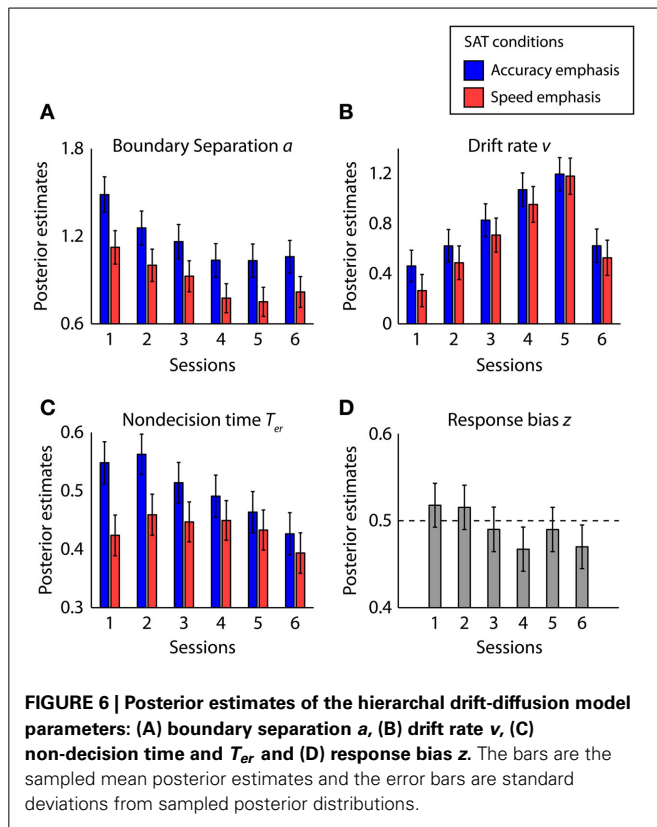 SAT conditions
Accuracy emphasis
Speed emphasis
A
Boundary Separation a
Posterior estimates
1.8
1.2
0.6
1 2 3 4 5 6
Sessions
B
Drift rate v
Posterior estimates
1.2
0.8
0.4
0
1 2 3 4 5 6
Sessions
C
Nondecision time Ter
Posterior estimates
0.6
0.5
0.4
0.3
1 2 3 4 5 6
Sessions
D
Response bias z
Posterior estimates
0.6
0.5
0.4
1 2 3 4 5 6
Sessions
FIGURE 6 | Posterior estimates of the hierarchal drift-diffusion model
parameters: (A) boundary separation a, (B) drift rate v, (C)
non-decision time and Ter and (D) response bias z. The bars are the
sampled mean posterior estimates and the error bars are standard
deviations from sampled posterior distributions.